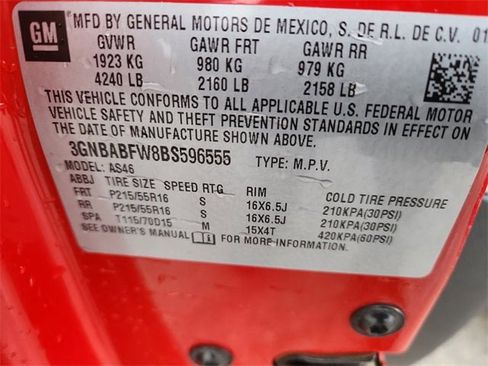 GM MFD BY GENERAL MOTORS DE MEXICO, S. DE R.L. DE C.V. 01
GVWR GAWR FRT GAWR RR
1923 KG 980 KG 979 KG
4240 LB 2160 LB 2158 LB
THIS VEHICLE CONFORMS TO ALL APPLICABLE U.S. FEDERAL MOTOR
VEHICLE SAFETY AND THEFT PREVENTION STANDARDS IN EFFECT ON
THE DATE OF MANUFACTURE SHOWN ABOVE.
3GNBABFW8BS596555 TYPE: M.P.V.
MODEL: AS46
ABBJ TIRE SIZE SPEED RTG RIM COLD TIRE PRESSURE
FRT P215/55R16 S 16X6.5J 210KPA(30PSI)
RR P215/55R16 S 16X6.5J 210KPA(30PSI)
SPA T115/70D15 M 15X4T 420KPA(60PSI)
SEE OWNER'S MANUAL FOR MORE INFORMATION.